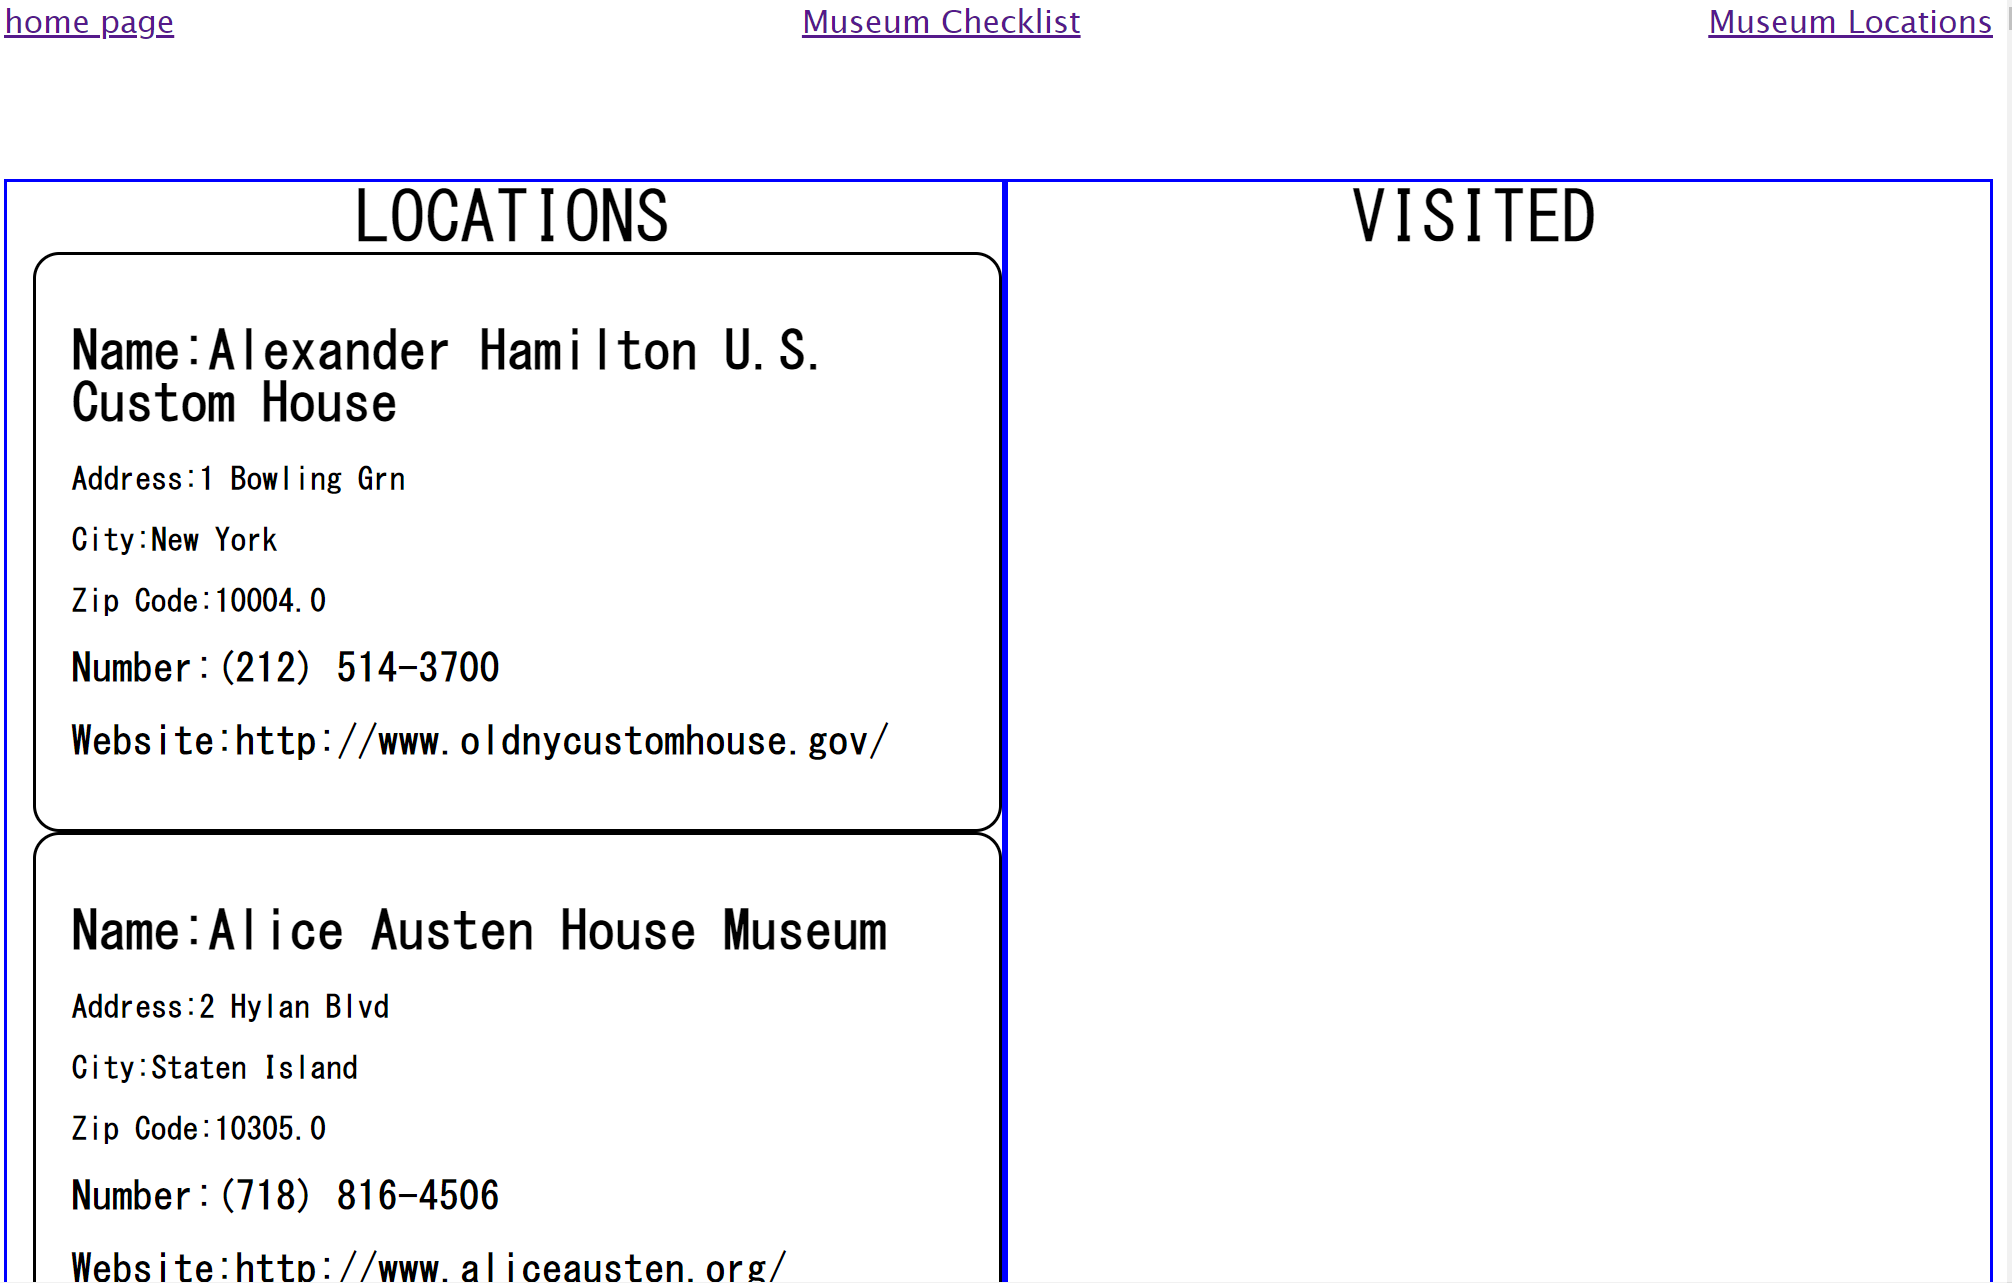 home page
Museum Checklist
Museum Locations
LOCATIONS
Name:Alexander Hamilton U.S.
Custom House
Address:1 Bowling Grn
City:New York
Zip Code:10004.0
Number:(212) 514-3700
Website:http://www.oldnycustomhouse.gov/
Name:Alice Austen House Museum
Address:2 Hylan Blvd
City:Staten Island
Zip Code:10305.0
Number:(718) 816-4506
Website:http://www.aliceausten.org/
VISITED